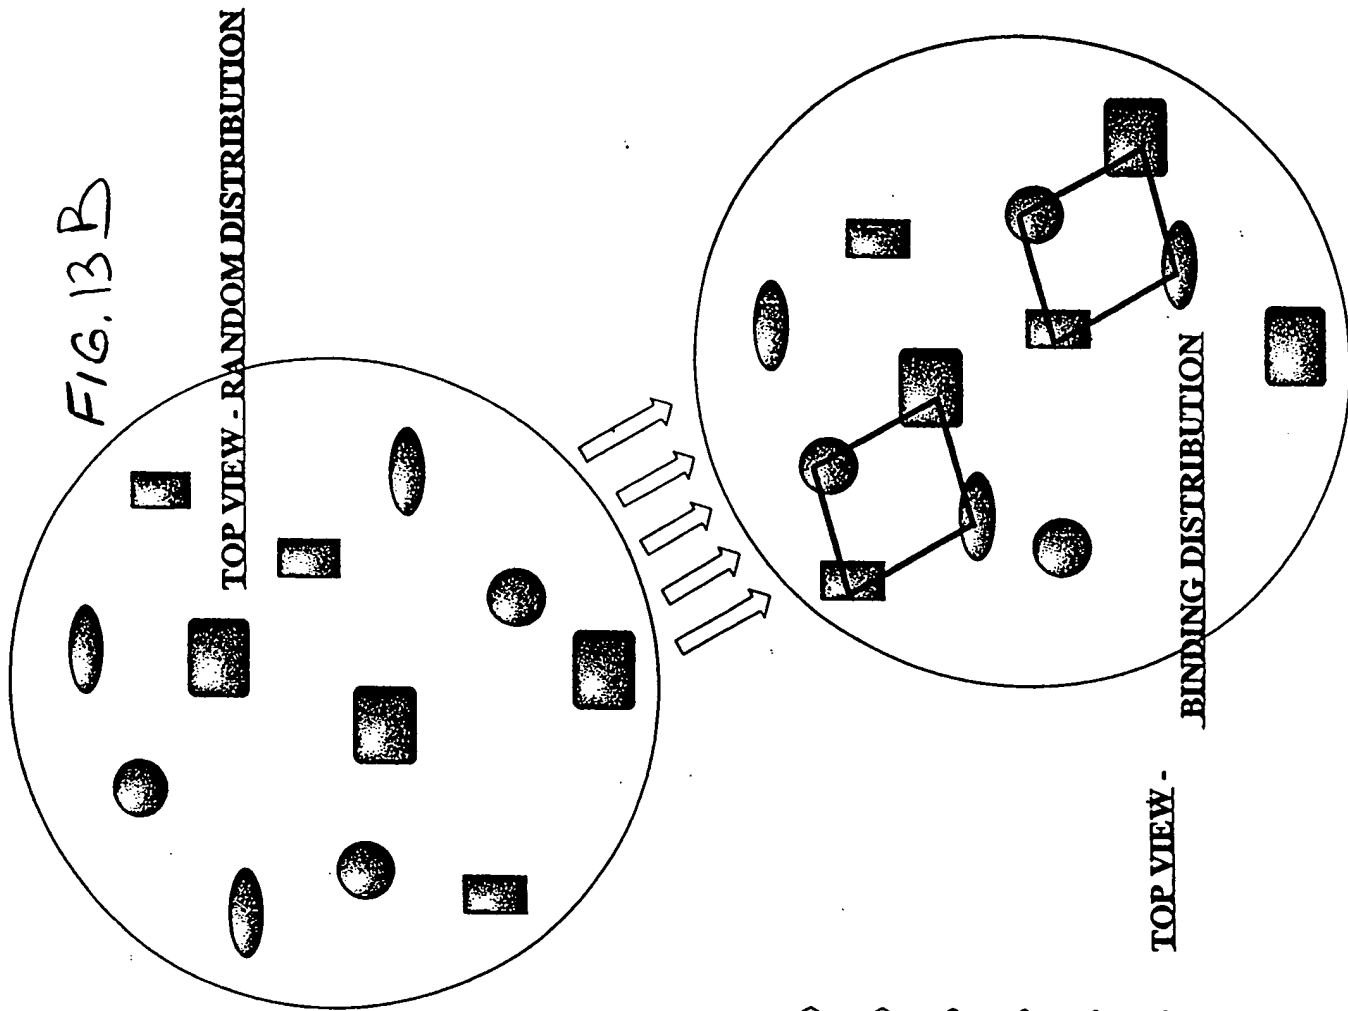 FIG. 13B
TOP VIEW - RANDOM DISTRIBUTION
TOP VIEW -
BINDING DISTRIBUTION